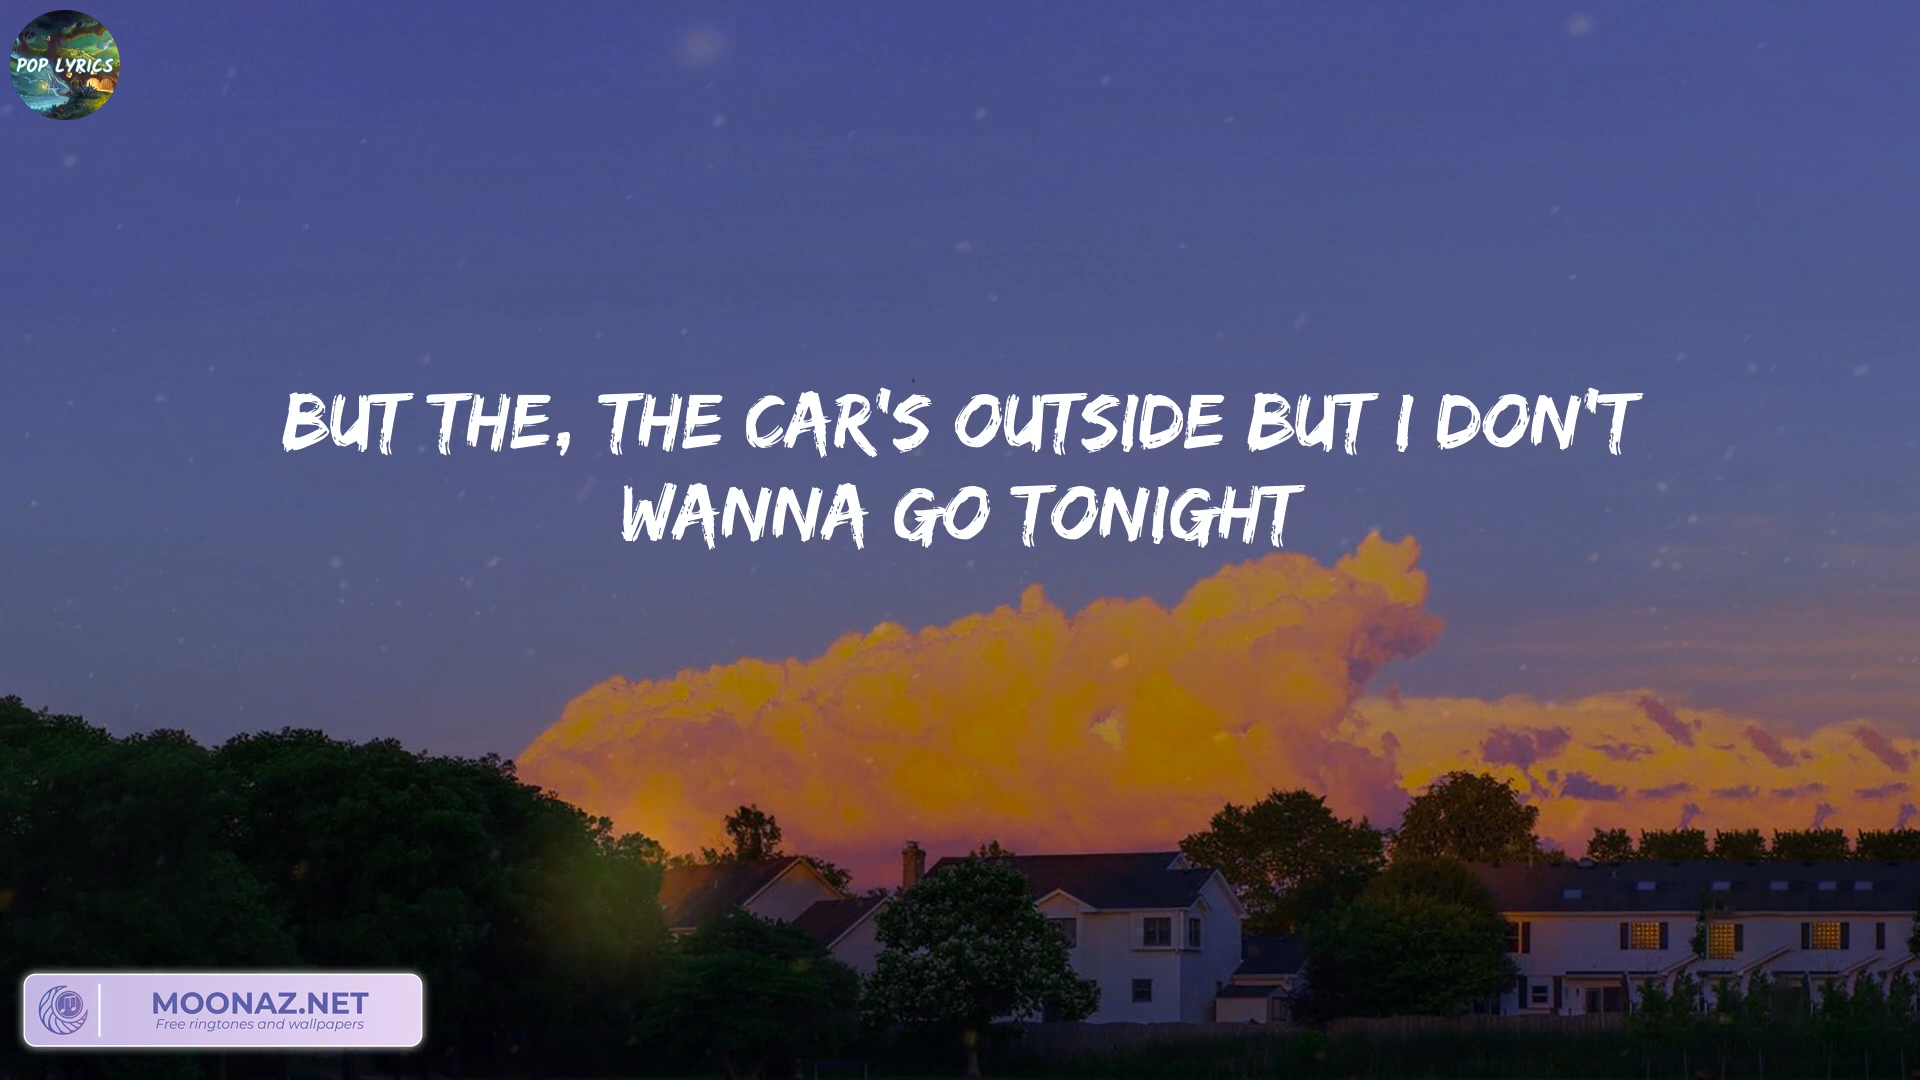 POP LYRICS
BUT THE, THE CAR'S OUTSIDE BUT I DON'T
WANNA GO TONIGHT
MOONAZ.NET
Free ringtones and wallpapers